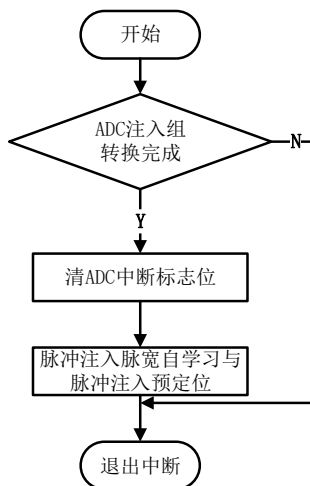 开始
ADC注入组
转换完成
N
Y
清ADC中断标志位
脉冲注入脉宽自学习与
脉冲注入预定位
退出中断